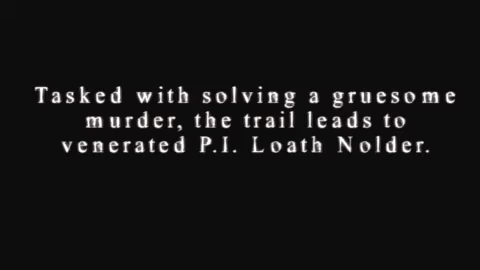 Tasked with solving a gruesome
murder, the trail leads to
venerated P.I. Loath Nolder.